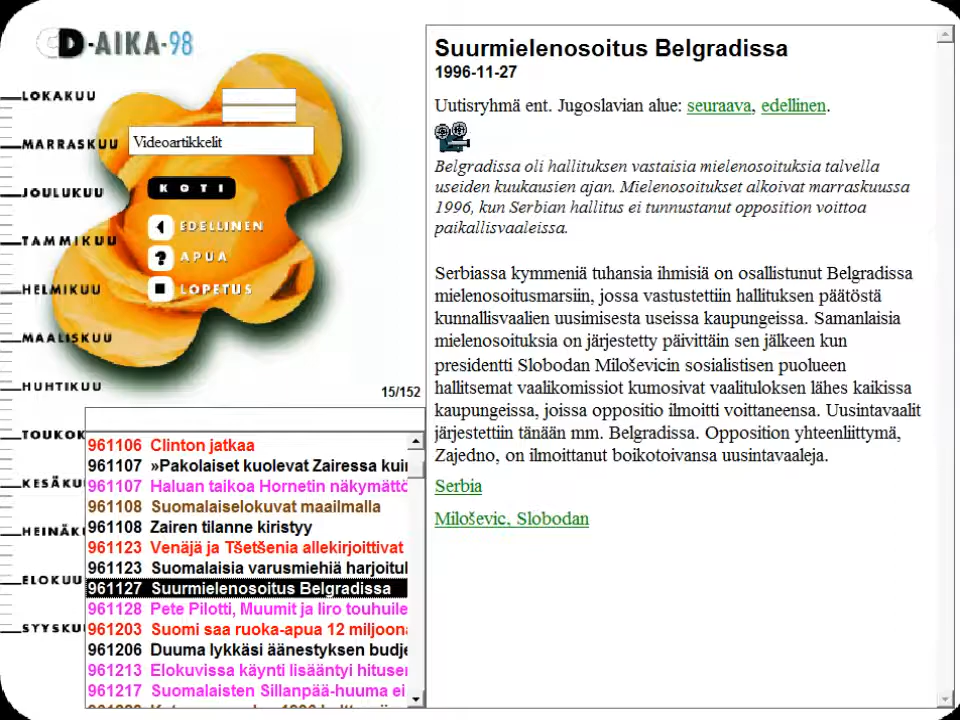 CD-AIKA-98
LOKAKUU
MARRASKUU
JOULUKUU
TAMMIKUU
HELMIKUU
MAALISKUU
HUHTIKUU
TOUKOK
KESÄKU
HEINÄK
ELOKUU
SYYSKU
Videoartikkelit
KOTI
EDELLINEN
? APUA
LOPETUS
15/152
961106 Clinton jatkaa
961107 »Pakolaiset kuolevat Zairessa kuin
961107 Haluan taikoa Hornetin näkymättö
961108 Suomalaiselokuvat maailmalla
961108 Zairen tilanne kiristyy
961123 Venäjä ja Tšetšenia allekirjoittivat
961123 Suomalaisia varusmiehiä harjoitul
961127 Suurmielenosoitus Belgradissa
961128 Pete Pilotti, Muumit ja Iiro touhuile
961203 Suomi saa ruoka-apua 12 miljoona
961206 Duuma lykkäsi äänestyksen budje
961213 Elokuvissa käynti lisääntyi hituser
961217 Suomalaisten Sillanpää-huuma ei
Suurmielenosoitus Belgradissa
1996-11-27
Uutisryhmä ent. Jugoslavian alue: seuraava, edellinen.
Belgradissa oli hallituksen vastaisia mielenosoituksia talvella
useiden kuukausien ajan. Mielenosoitukset alkoivat marraskuussa
1996, kun Serbian hallitus ei tunnustanut opposition voittoa
paikallisvaaleissa.
Serbiassa kymmeniä tuhansia ihmisiä on osallistunut Belgradissa
mielenosoitusmarsiin, jossa vastustettiin hallituksen päätöstä
kunnallisvaalien uusimisesta useissa kaupungeissa. Samanlaisia
mielenosoituksia on järjestetty päivittäin sen jälkeen kun
presidentti Slobodan Miloševicin sosialistisen puolueen
hallitsemat vaalikomissiot kumosivat vaalituloksen lähes kaikissa
kaupungeissa, joissa oppositio ilmoitti voittaneensa. Uusintavaalit
järjestettiin tänään mm. Belgradissa. Opposition yhteenliittymä,
Zajedno, on ilmoittanut boikotoivansa uusintavaaleja.
Serbia
Miloševic, Slobodan